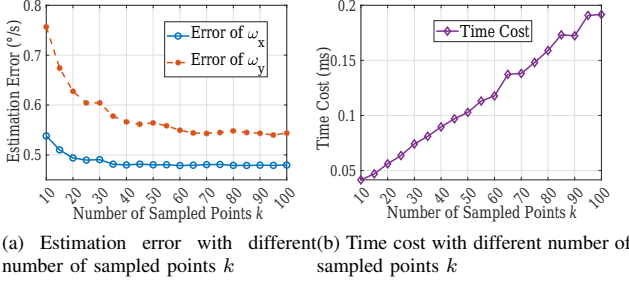 0.8
0.7
0.6
0.5
Estimation Error (°/s)
Error of ω_x
Error of ω_y
10
20
30
40
50
60
70
80
90
100
Number of Sampled Points k
0.2
0.15
0.1
0.05
Time Cost (ms)
Time Cost
10
20
30
40
50
60
70
80
90
100
Number of Sampled Points k
(a) Estimation error with different
number of sampled points k
(b) Time cost with different number of
sampled points k